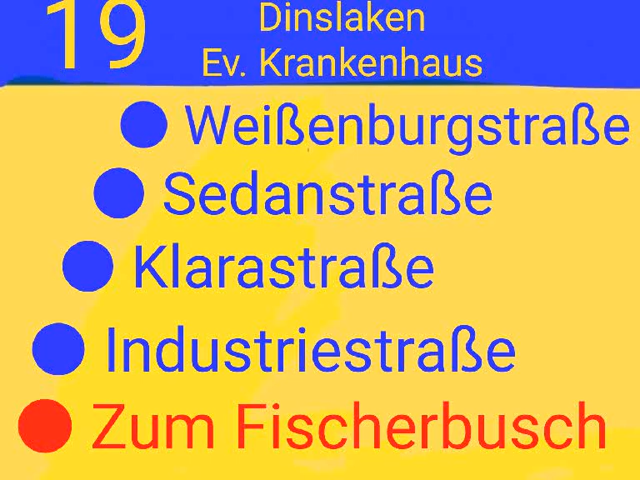 19
Dinslaken
Ev. Krankenhaus
Weißenburgstraße
Sedanstraße
Klarastraße
Industriestraße
Zum Fischerbusch